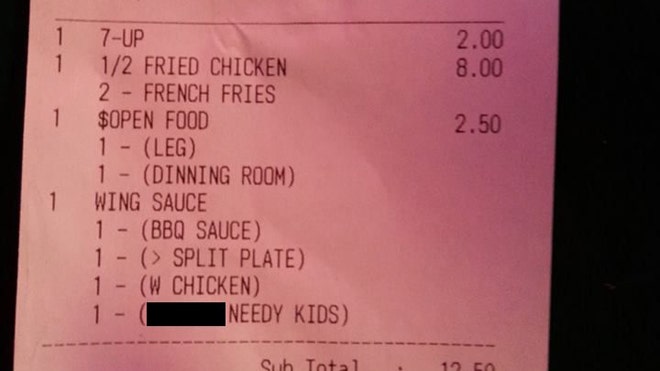 1 7-UP 2.00
1 1/2 FRIED CHICKEN 8.00
2 - FRENCH FRIES
1 $OPEN FOOD 2.50
1 - (LEG)
1 - (DINNING ROOM)
1 WING SAUCE
1 - (BBQ SAUCE)
1 - (> SPLIT PLATE)
1 - (W CHICKEN)
1 - ( NEEDY KIDS)
Sub Total : 12.50